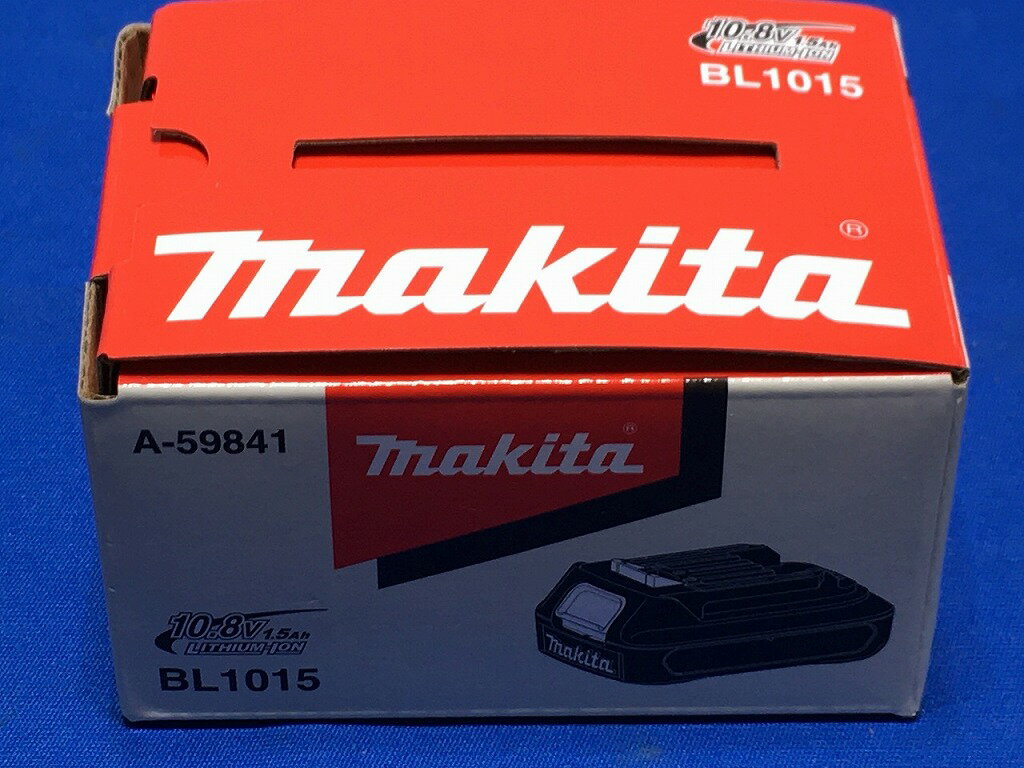 10.8V 1.5Ah
LITHIUM-ION
BL1015
makita®
A-59841
makita®
10.8V 1.5Ah
LITHIUM-ION
BL1015
makita